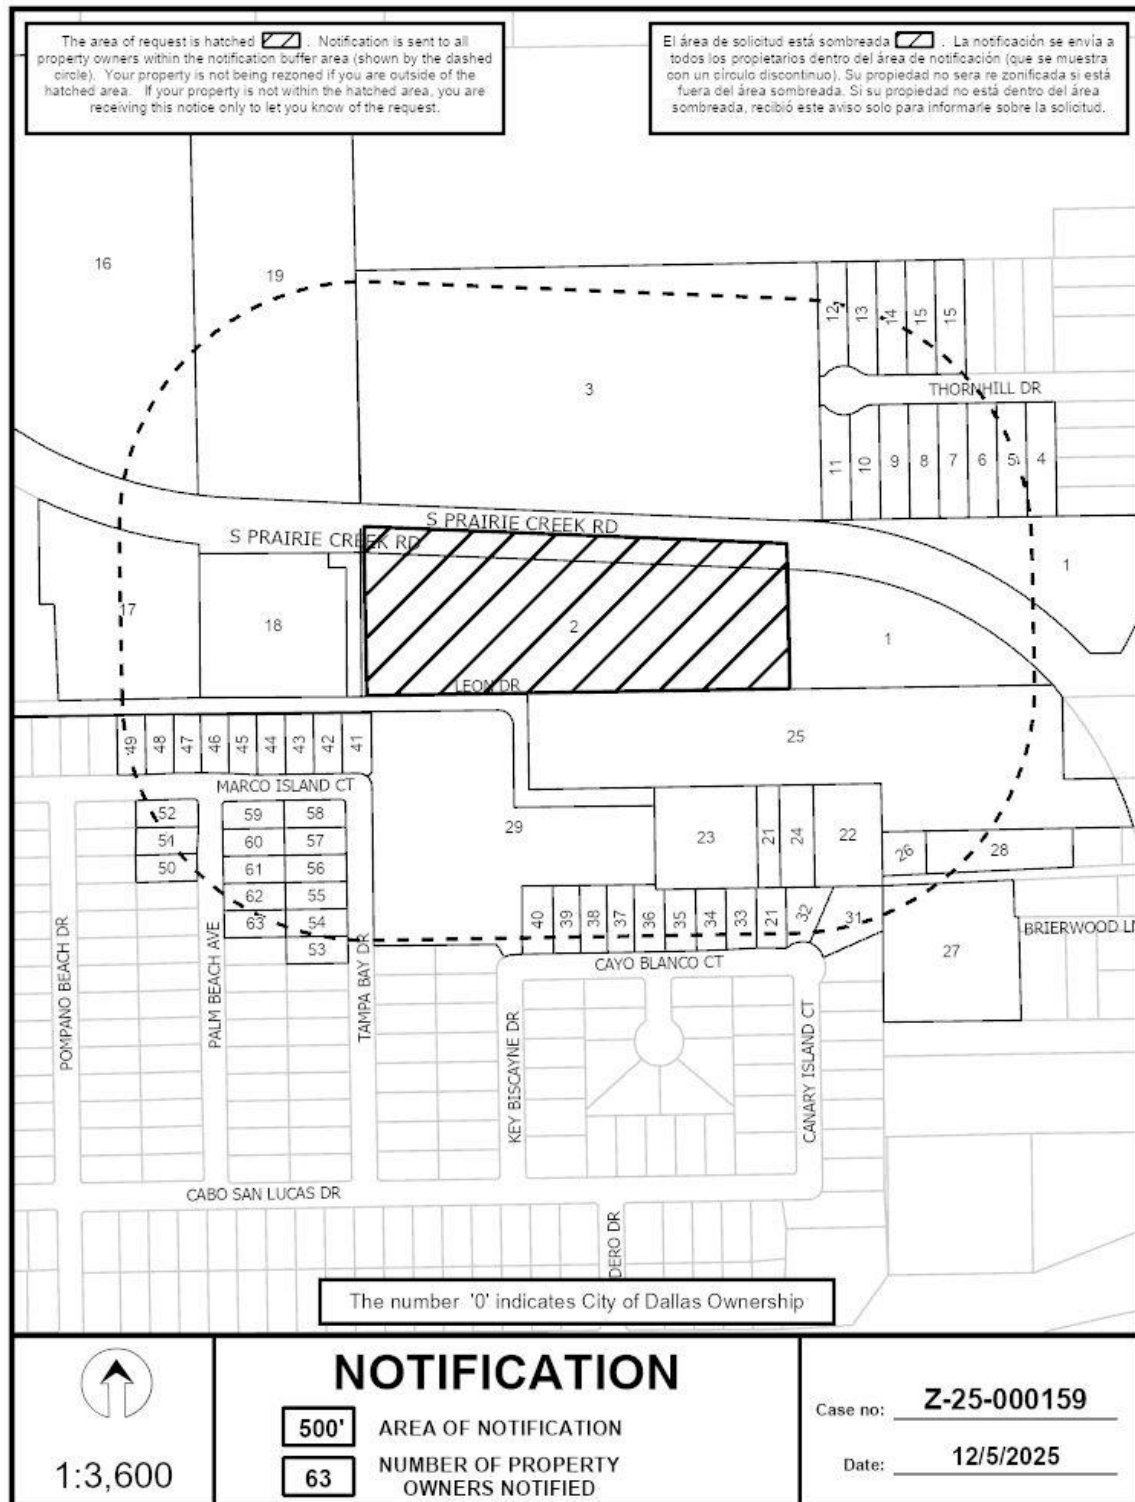 The area of request is hatched . Notification is sent to all
property owners within the notification buffer area (shown by the dashed
circle). Your property is not being rezoned if you are outside of the
hatched area. If your property is not within the hatched area, you are
receiving this notice only to let you know of the request.
El área de solicitud está sombreada . La notificación se envía a
todos los propietarios dentro del área de notificación (que se muestra
con un círculo discontinuo). Su propiedad no sera re zonificada si está
fuera del área sombreada. Si su propiedad no está dentro del área
sombreada, recibió este aviso solo para informarle sobre la solicitud.
16
19
3
12
13
14
15
15
THORNHILL DR
11
10
9
8
7
6
5
4
S PRAIRIE CREEK RD
S PRAIRIE CREEK RD
1
17
18
2
1
LEON DR
25
49
48
47
46
45
44
43
42
41
MARCO ISLAND CT
52
51
50
59
58
60
57
61
56
62
55
63
54
53
29
23
21
24
22
26
28
40
39
38
37
36
35
34
33
21
32
31
27
BRIERWOOD LN
CAYO BLANCO CT
POMPANO BEACH DR
PALM BEACH AVE
TAMPA BAY DR
KEY BISCAYNE DR
CANARY ISLAND CT
CABO SAN LUCAS DR
DERO DR
The number '0' indicates City of Dallas Ownership
1:3,600
NOTIFICATION
500' AREA OF NOTIFICATION
63 NUMBER OF PROPERTY
OWNERS NOTIFIED
Case no: Z-25-000159
Date: 12/5/2025